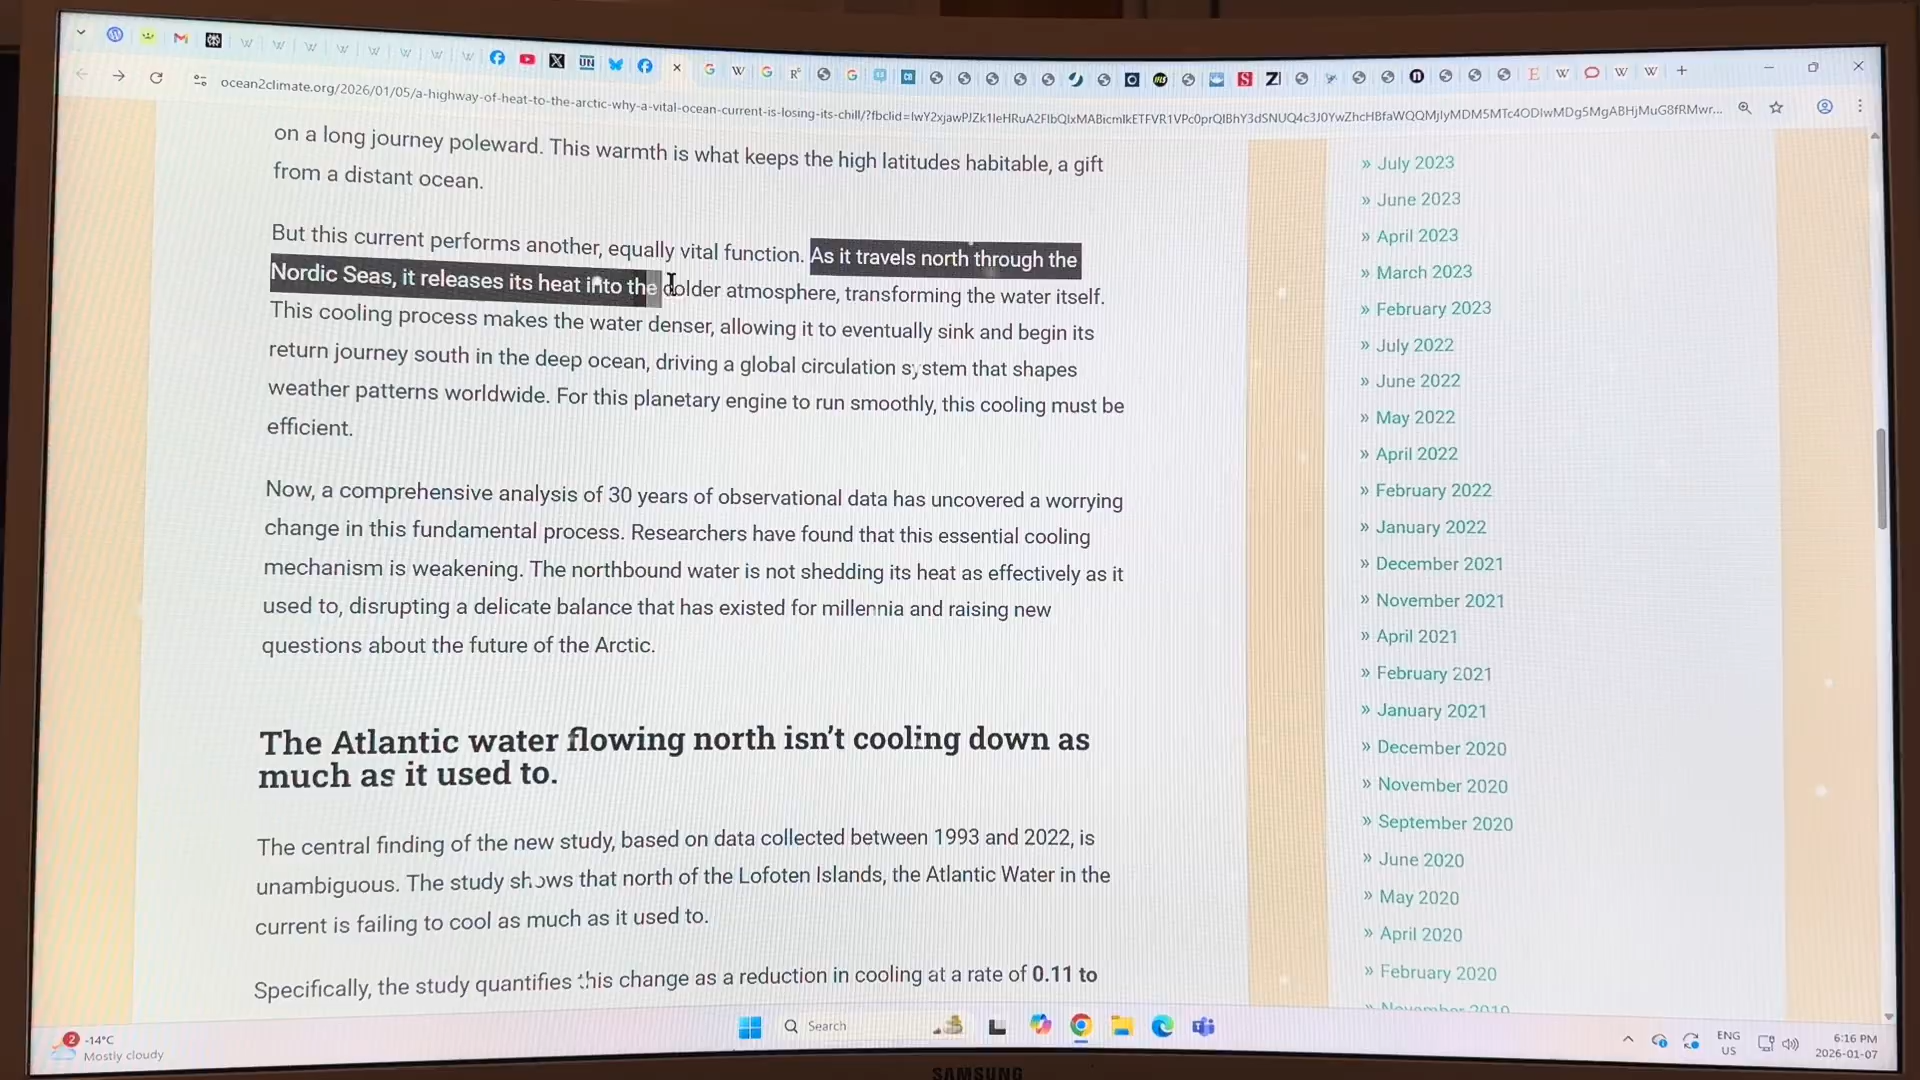 ocean2climate.org/2026/01/05/a-highway-of-heat-to-the-arctic-why-a-vital-ocean-current-is-losing-its-chill/
on a long journey poleward. This warmth is what keeps the high latitudes habitable, a gift
from a distant ocean.
But this current performs another, equally vital function. As it travels north through the
Nordic Seas, it releases its heat into the colder atmosphere, transforming the water itself.
This cooling process makes the water denser, allowing it to eventually sink and begin its
return journey south in the deep ocean, driving a global circulation system that shapes
weather patterns worldwide. For this planetary engine to run smoothly, this cooling must be
efficient.
Now, a comprehensive analysis of 30 years of observational data has uncovered a worrying
change in this fundamental process. Researchers have found that this essential cooling
mechanism is weakening. The northbound water is not shedding its heat as effectively as it
used to, disrupting a delicate balance that has existed for millennia and raising new
questions about the future of the Arctic.
The Atlantic water flowing north isn't cooling down as
much as it used to.
The central finding of the new study, based on data collected between 1993 and 2022, is
unambiguous. The study shows that north of the Lofoten Islands, the Atlantic Water in the
current is failing to cool as much as it used to.
Specifically, the study quantifies this change as a reduction in cooling at a rate of 0.11 to
» July 2023
» June 2023
» April 2023
» March 2023
» February 2023
» July 2022
» June 2022
» May 2022
» April 2022
» February 2022
» January 2022
» December 2021
» November 2021
» April 2021
» February 2021
» January 2021
» December 2020
» November 2020
» September 2020
» June 2020
» May 2020
» April 2020
» February 2020
» November 2019
2
-14°C
Mostly cloudy
Search
ENG
US
6:16 PM
2026-01-07
SAMSUNG